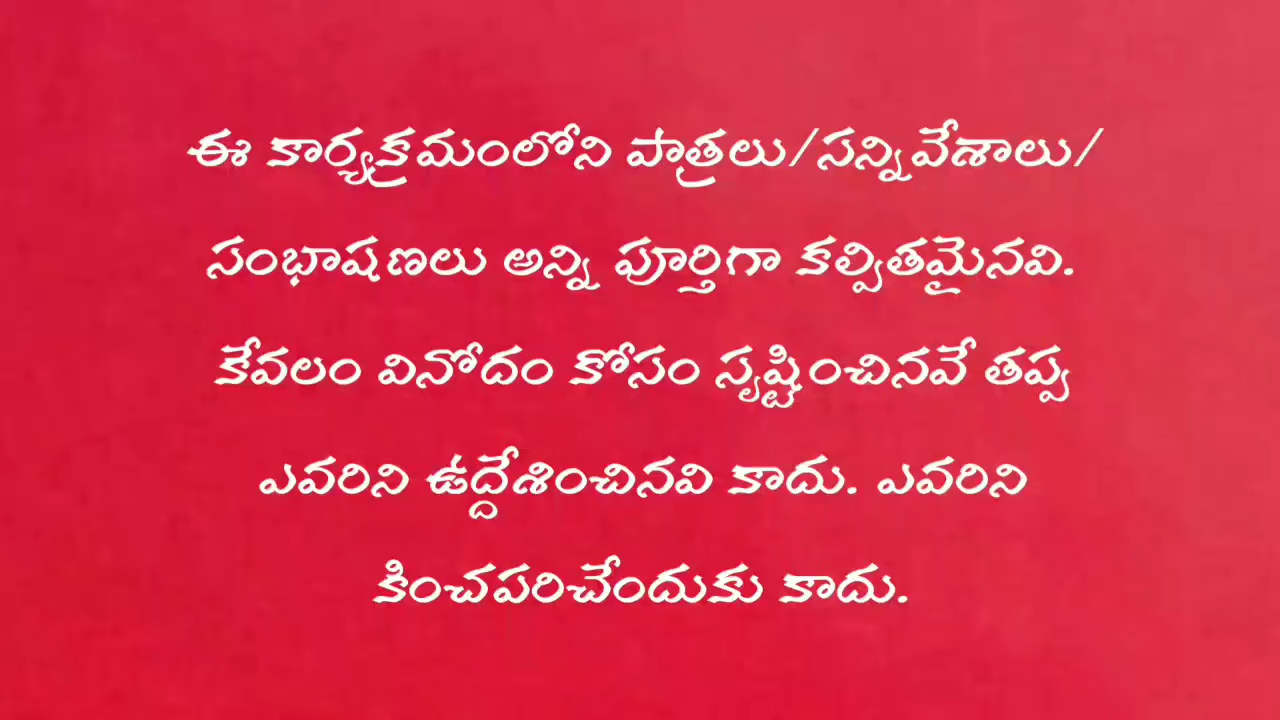 ఈ కార్యక్రమంలోని పాత్రలు/సన్నివేశాలు/
సంభాషణలు అన్ని పూర్తిగా కల్పితమైనవి.
కేవలం వినోదం కోసం సృష్టించినవే తప్ప
ఎవరిని ఉద్దేశించినవి కాదు. ఎవరిని
కించపరిచేందుకు కాదు.